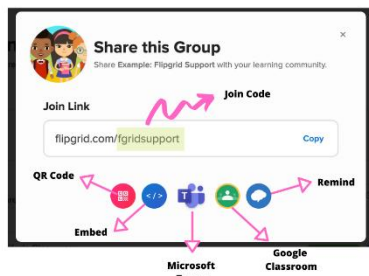 Share this Group
Share Example: Flipgrid Support with your learning community.
Join Code
Join Link
flipgrid.com/fgridsupport
Copy
QR Code
Remind
Embed
Microsoft
Google
Classroom